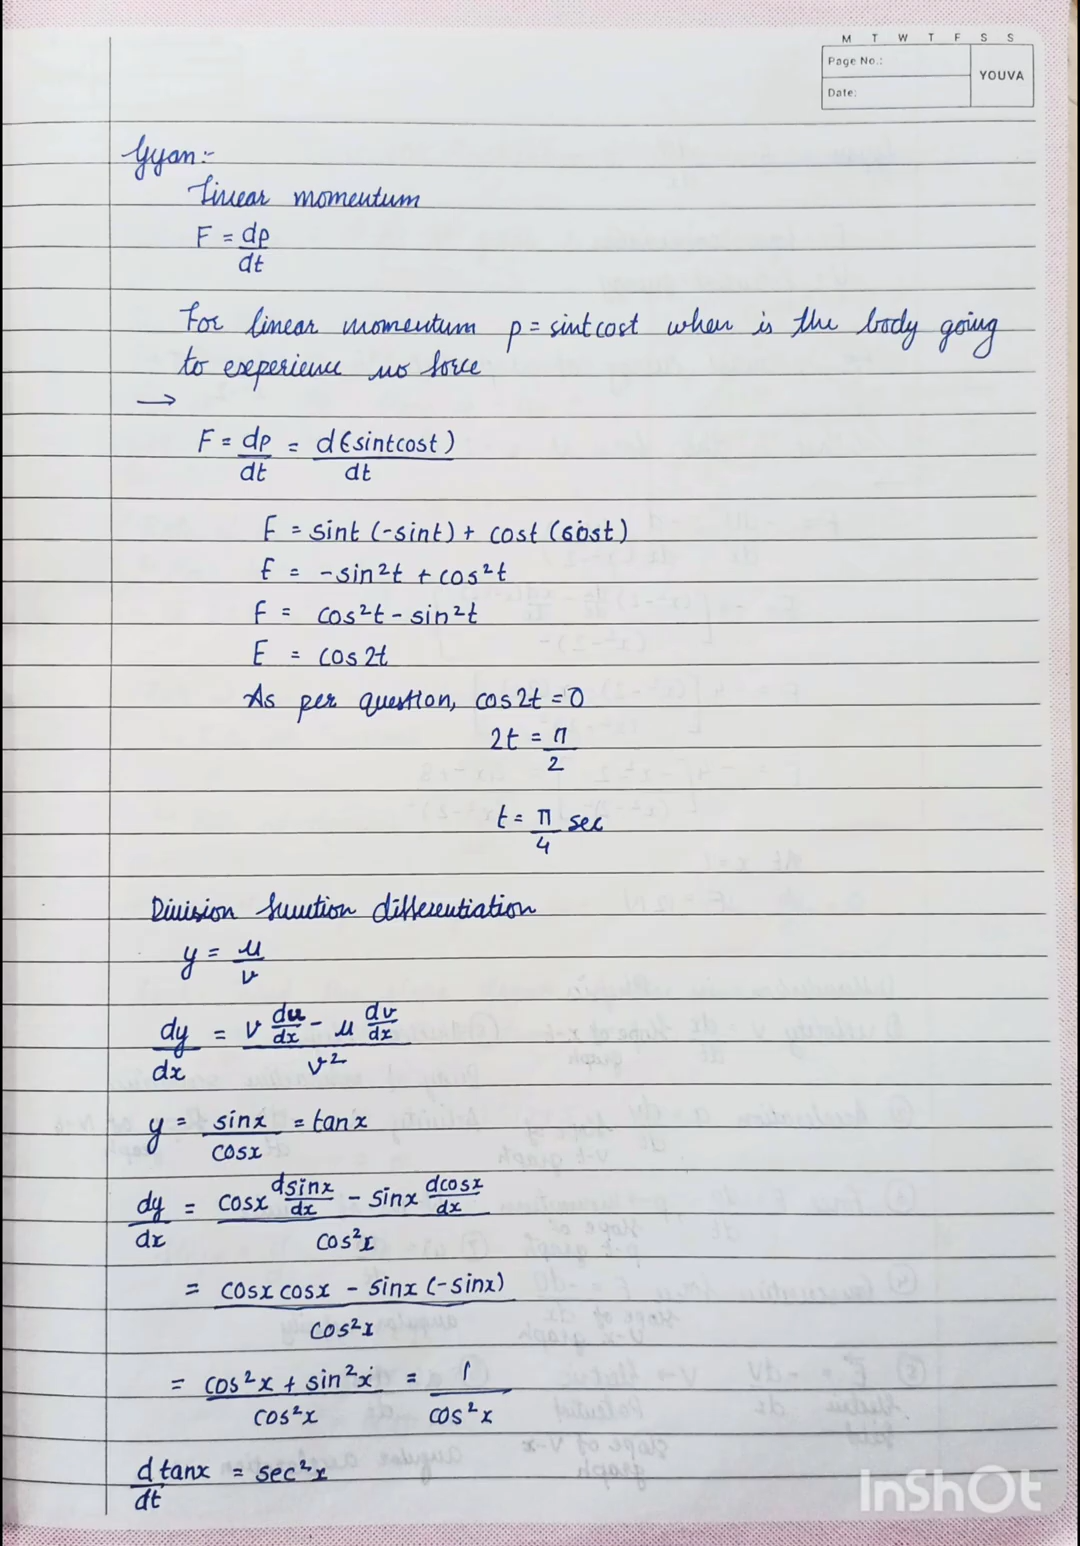 M T W T F S S
Page No.:
YOUVA
Date:
Gyan:-
Linear momentum
F = dp/dt
For linear momentum p = sint cost when is the body going
to experience no force
→
F = dp/dt = d(sintcost)/dt
F = sint (-sint) + cost (cost)
F = -sin²t + cos²t
F = cos²t - sin²t
F = cos2t
As per question, cos2t = 0
2t = π/2
t = π/4 sec
Division function differentiation
y = u/v
dy/dx = (v du/dx - u dv/dx)/v²
y = sinx/cosx = tanx
dy/dx = (cosx dsinx/dx - sinx dcosx/dx)/cos²x
= (cosx cosx - sinx (-sinx))/cos²x
= (cos²x + sin²x)/cos²x = 1/cos²x
d tanx/dt = sec²x
InShOt